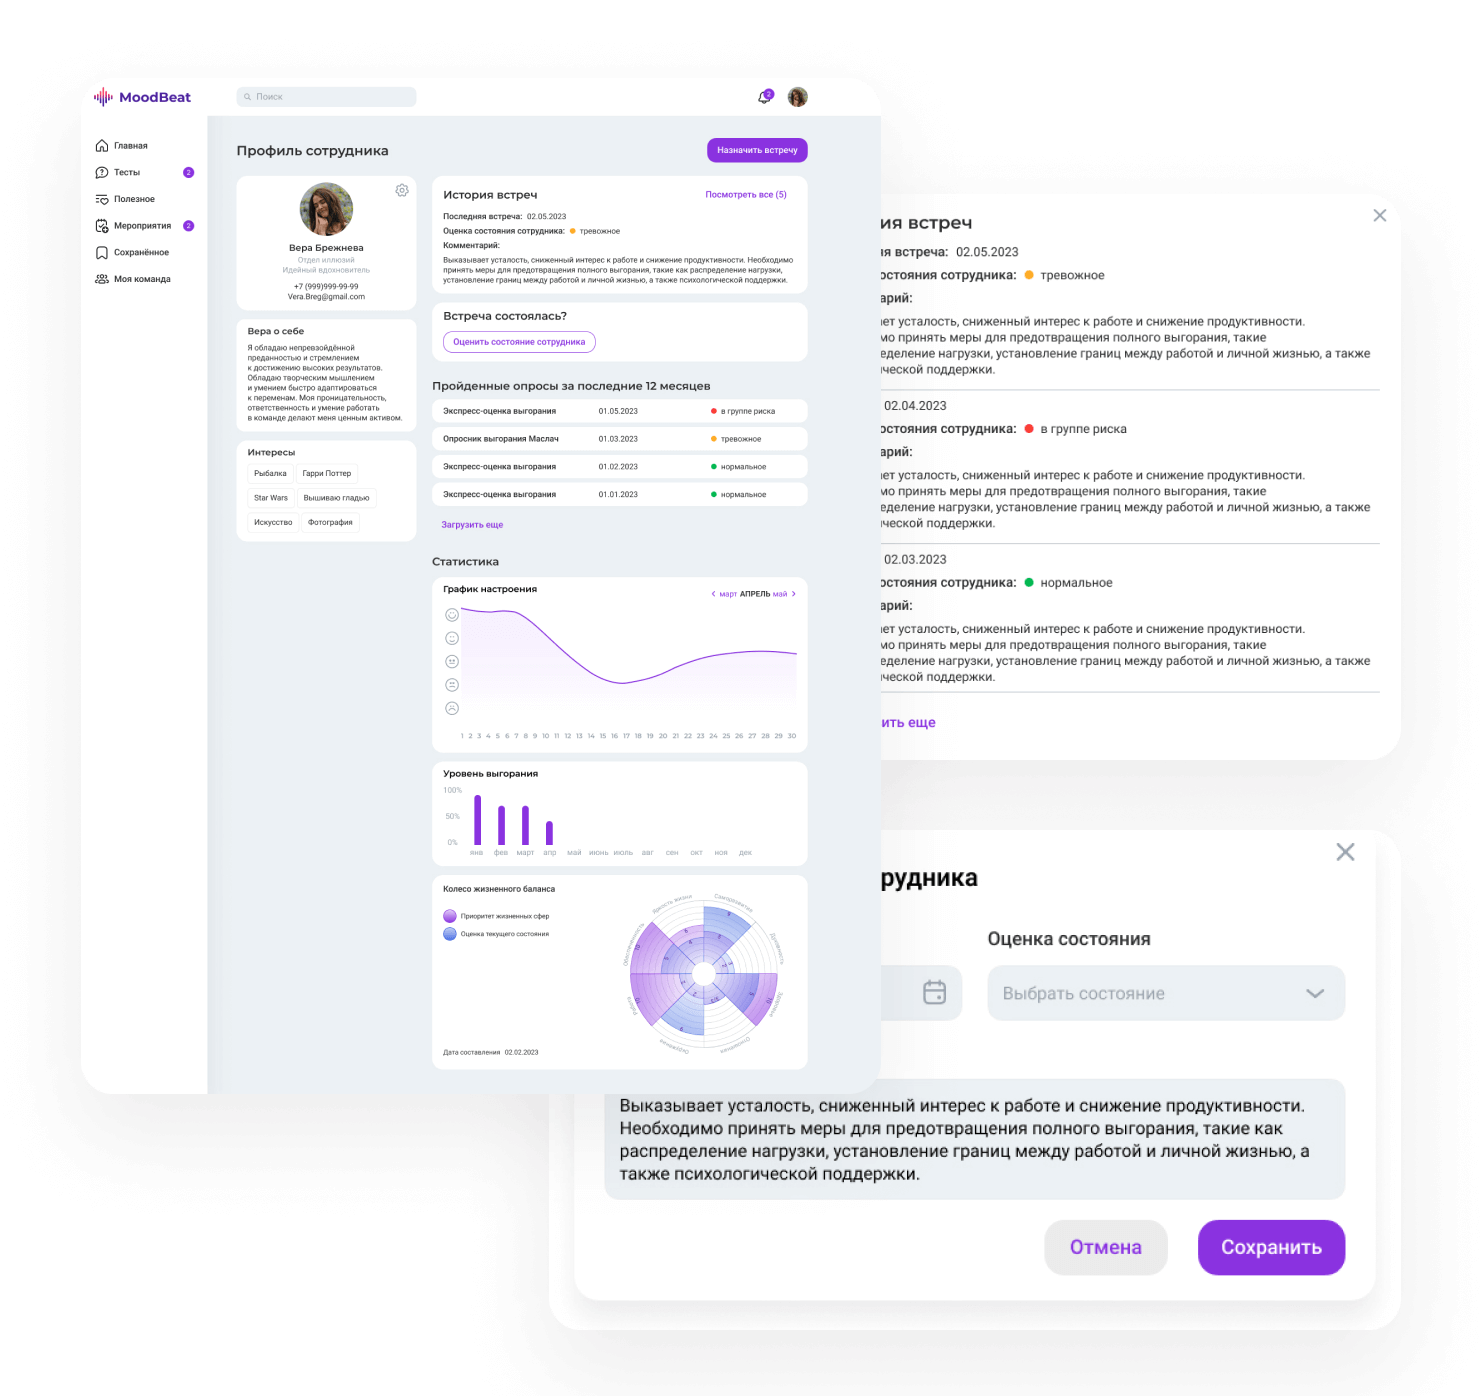 MoodBeat
Поиск
2
Главная
Тесты
2
Полезное
Мероприятия
2
Сохранённое
Моя команда
Профиль сотрудника
Назначить встречу
Вера Брежнева
Отдел иллюзий
Идейный вдохновитель
+7 (999)999-99-99
Vera.Breg@gmail.com
Вера о себе
Я обладаю непревзойдённой
преданностью и стремлением
к достижению высоких результатов.
Обладаю творческим мышлением
и умением быстро адаптироваться
к переменам. Моя проницательность,
ответственность и умение работать
в команде делают меня ценным активом.
Интересы
Рыбалка
Гарри Поттер
Star Wars
Вышиваю гладью
Искусство
Фотография
История встреч
Посмотреть все (5)
Последняя встреча: 02.05.2023
Оценка состояния сотрудника: тревожное
Комментарий:
Выказывает усталость, сниженный интерес к работе и снижение продуктивности. Необходимо
принять меры для предотвращения полного выгорания, такие как распределение нагрузки,
установление границ между работой и личной жизнью, а также психологической поддержки.
Встреча состоялась?
Оценить состояние сотрудника
Пройденные опросы за последние 12 месяцев
Экспресс-оценка выгорания 01.05.2023 в группе риска
Опросник выгорания Маслач 01.03.2023 тревожное
Экспресс-оценка выгорания 01.02.2023 нормальное
Экспресс-оценка выгорания 01.01.2023 нормальное
Загрузить еще
Статистика
График настроения
март АПРЕЛЬ май
1 2 3 4 5 6 7 8 9 10 11 12 13 14 15 16 17 18 19 20 21 22 23 24 25 26 27 28 29 30
Уровень выгорания
100%
50%
0%
янв фев март апр май июнь июль авг сен окт ноя дек
Колесо жизненного баланса
Приоритет жизненных сфер
Оценка текущего состояния
Яркость жизни
Саморазвитие
Духовность
Здоровье
Отношения
Окружение
Работа
Дата составления 02.02.2023
ия встреч
я встреча: 02.05.2023
остояния сотрудника: тревожное
арий:
ет усталость, сниженный интерес к работе и снижение продуктивности.
мо принять меры для предотвращения полного выгорания, такие
еделение нагрузки, установление границ между работой и личной жизнью, а также
ической поддержки.
02.04.2023
остояния сотрудника: в группе риска
арий:
ет усталость, сниженный интерес к работе и снижение продуктивности.
мо принять меры для предотвращения полного выгорания, такие
еделение нагрузки, установление границ между работой и личной жизнью, а также
ической поддержки.
02.03.2023
остояния сотрудника: нормальное
арий:
ет усталость, сниженный интерес к работе и снижение продуктивности.
мо принять меры для предотвращения полного выгорания, такие
еделение нагрузки, установление границ между работой и личной жизнью, а также
ической поддержки.
ить еще
рудника
Оценка состояния
Выбрать состояние
Выказывает усталость, сниженный интерес к работе и снижение продуктивности.
Необходимо принять меры для предотвращения полного выгорания, такие как
распределение нагрузки, установление границ между работой и личной жизнью, а
также психологической поддержки.
Отмена
Сохранить